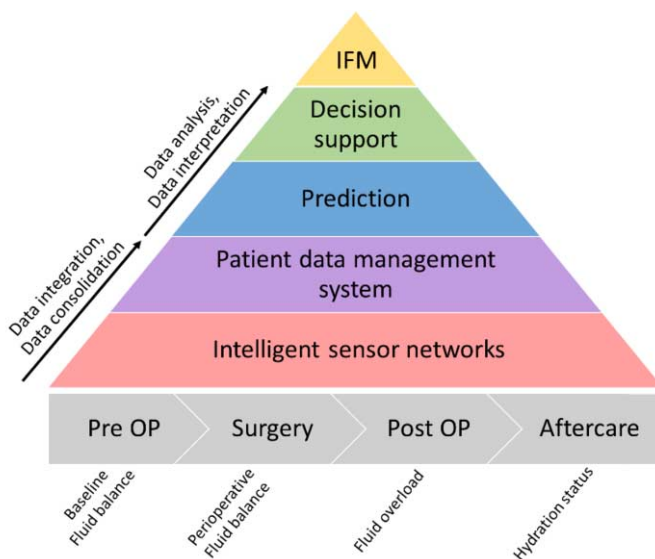 IFM
Decision
support
Prediction
Patient data management
system
Intelligent sensor networks
Data analysis,
Data interpretation
Data integration,
Data consolidation
Pre OP
Surgery
Post OP
Aftercare
Baseline
Fluid balance
Perioperative
Fluid balance
Fluid overload
Hydration status